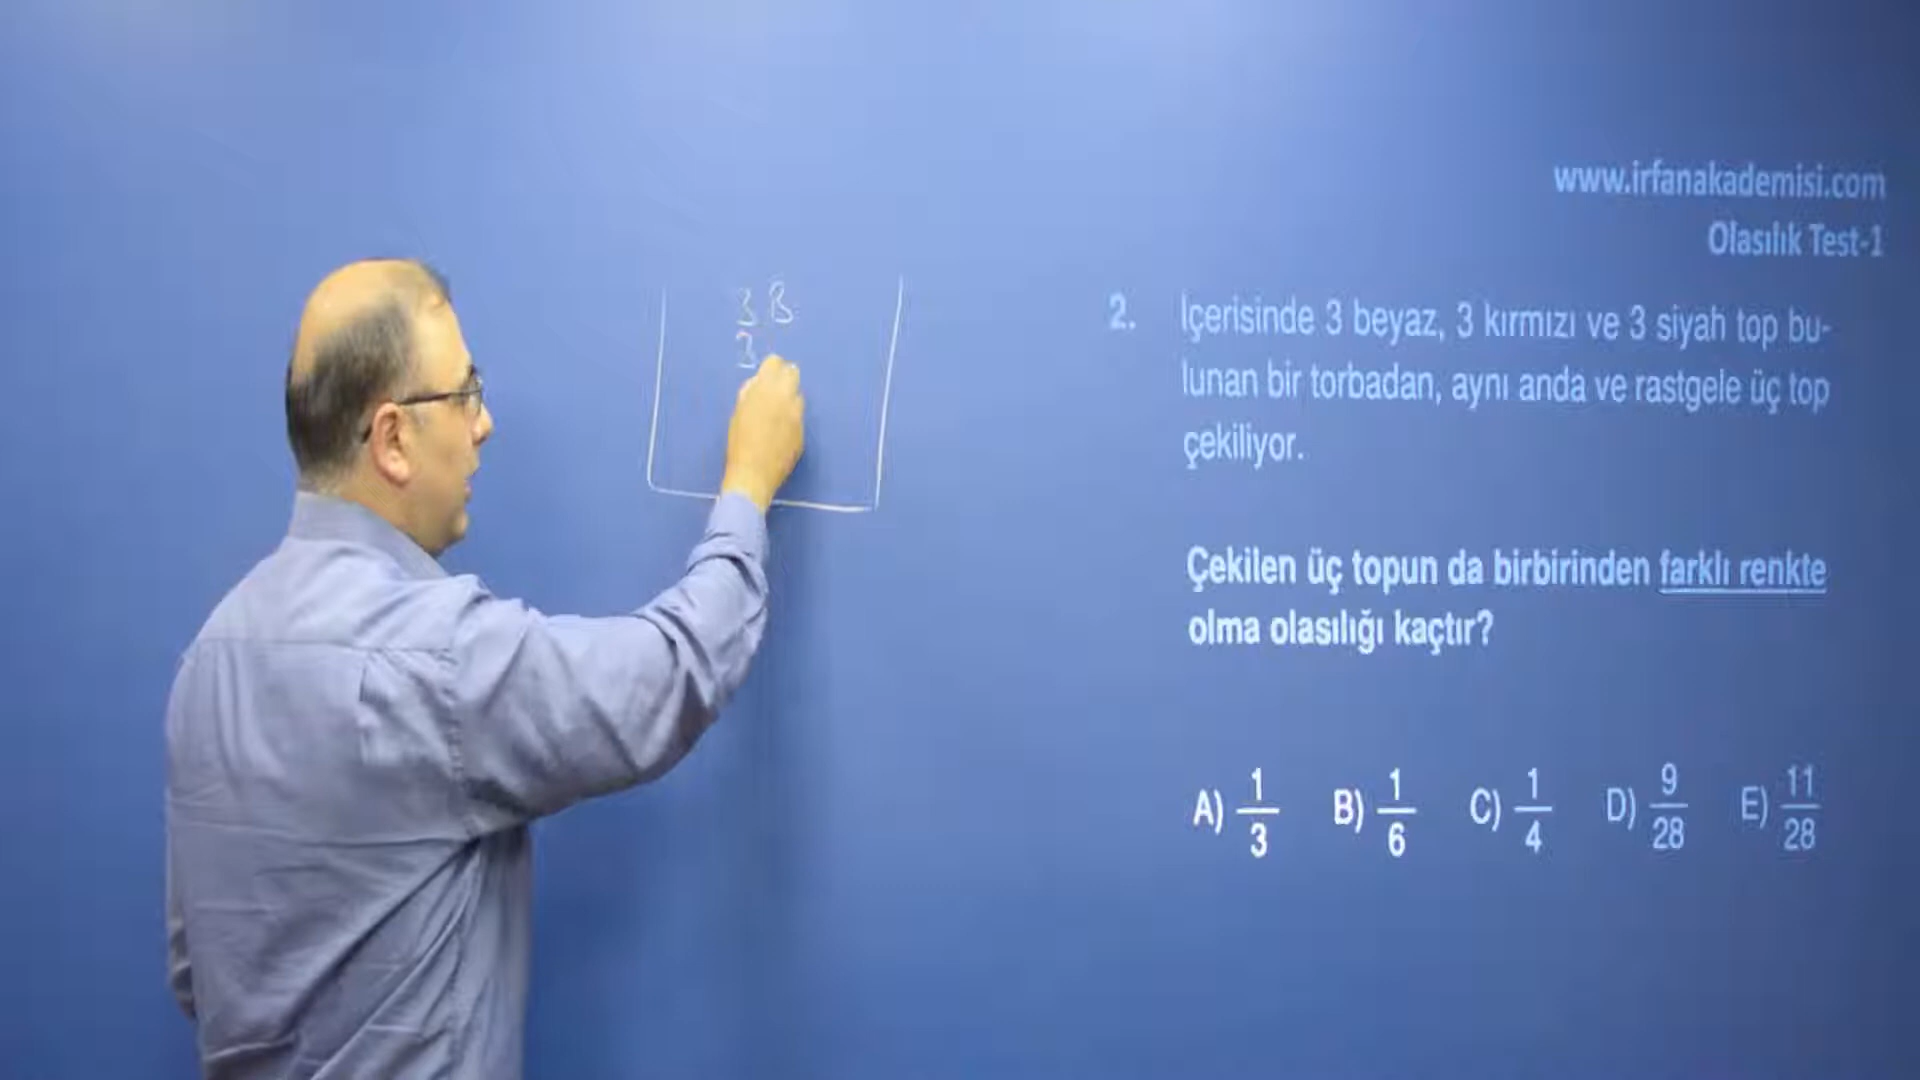 www.irfanakademisi.com
Olasılık Test-1
3 B
3
2. İçerisinde 3 beyaz, 3 kırmızı ve 3 siyah top bu-
lunan bir torbadan, aynı anda ve rastgele üç top
çekiliyor.
Çekilen üç topun da birbirinden farklı renkte
olma olasılığı kaçtır?
A) 1/3 B) 1/6 C) 1/4 D) 9/28 E) 11/28